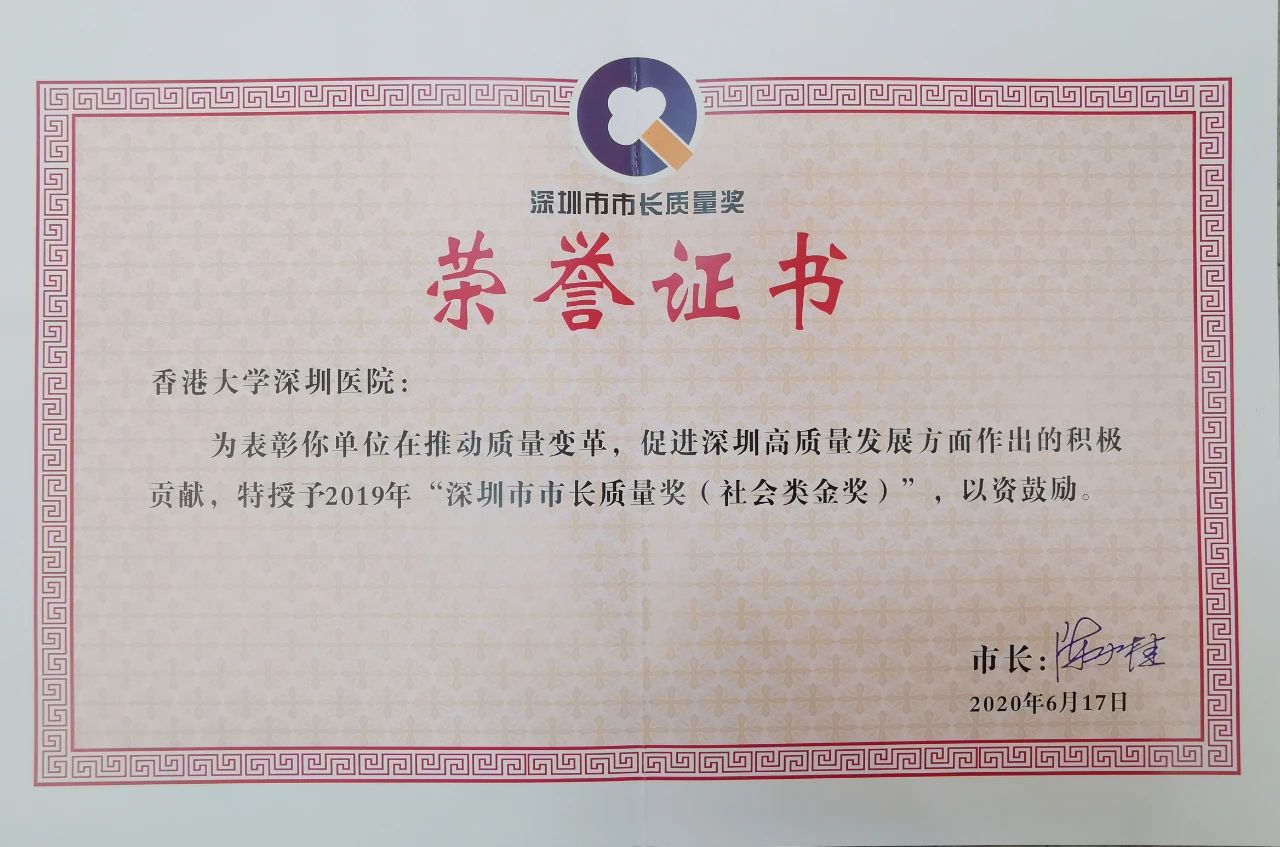 深圳市市长质量奖
荣誉证书
香港大学深圳医院：
为表彰你单位在推动质量变革，促进深圳高质量发展方面作出的积极
贡献，特授予2019年“深圳市市长质量奖（社会类金奖）”，以资鼓励。
市长：陈如桂
2020年6月17日